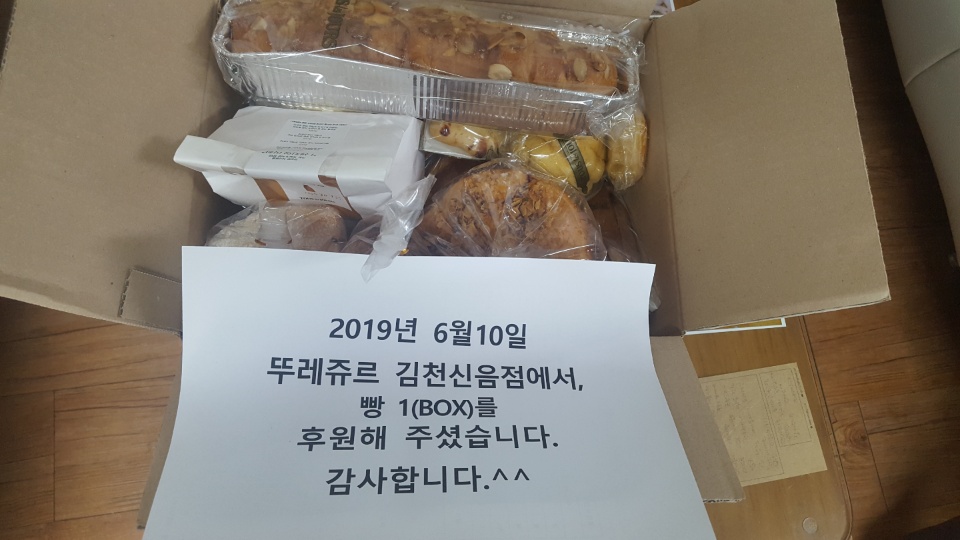 2019년 6월10일
뚜레쥬르 김천신음점에서,
빵 1(BOX)를
후원해 주셨습니다.
감사합니다.^^